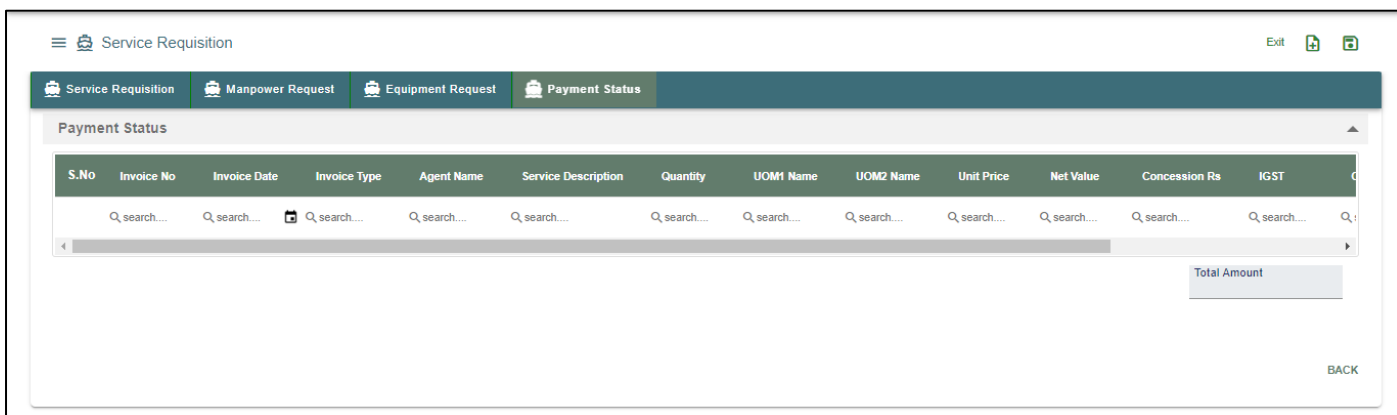 Service Requisition
Exit
Service Requisition Manpower Request Equipment Request Payment Status
Payment Status
S.No Invoice No Invoice Date Invoice Type Agent Name Service Description Quantity UOM1 Name UOM2 Name Unit Price Net Value Concession Rs IGST
search.... search.... search.... search.... search.... search.... search.... search.... search.... search.... search.... search....
Total Amount
BACK